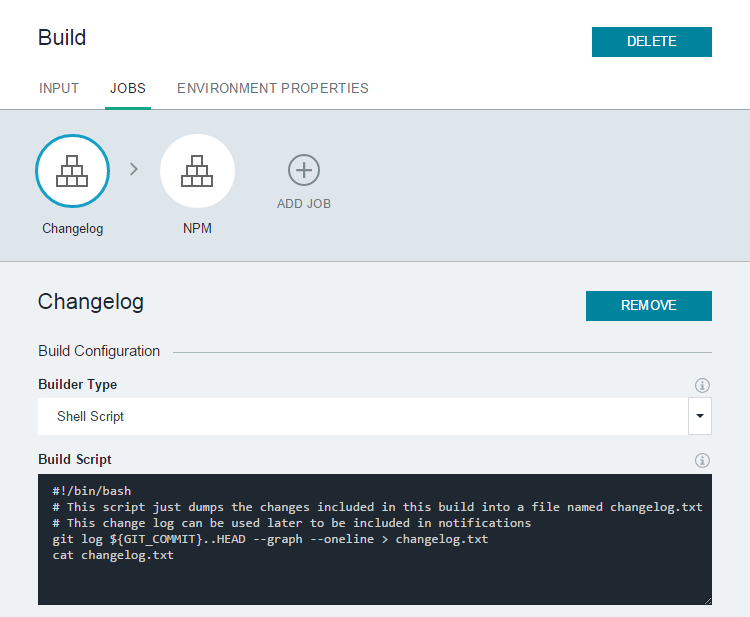 Build
DELETE
INPUT JOBS ENVIRONMENT PROPERTIES
Changelog NPM ADD JOB
Changelog
REMOVE
Build Configuration
Builder Type
Shell Script
Build Script
#!/bin/bash
# This script just dumps the changes included in this build into a file named changelog.txt
# This change log can be used later to be included in notifications
git log ${GIT_COMMIT}..HEAD --graph --oneline > changelog.txt
cat changelog.txt